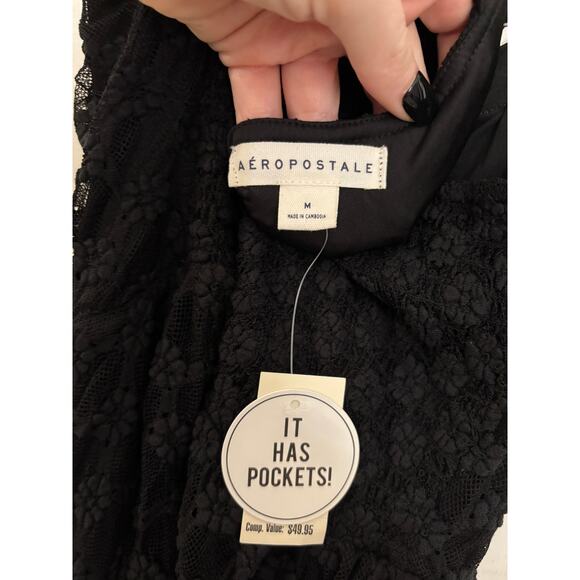 AÉROPOSTALE
M
MADE IN CAMBODIA
IT
HAS
POCKETS!
Comp. Value: $49.95